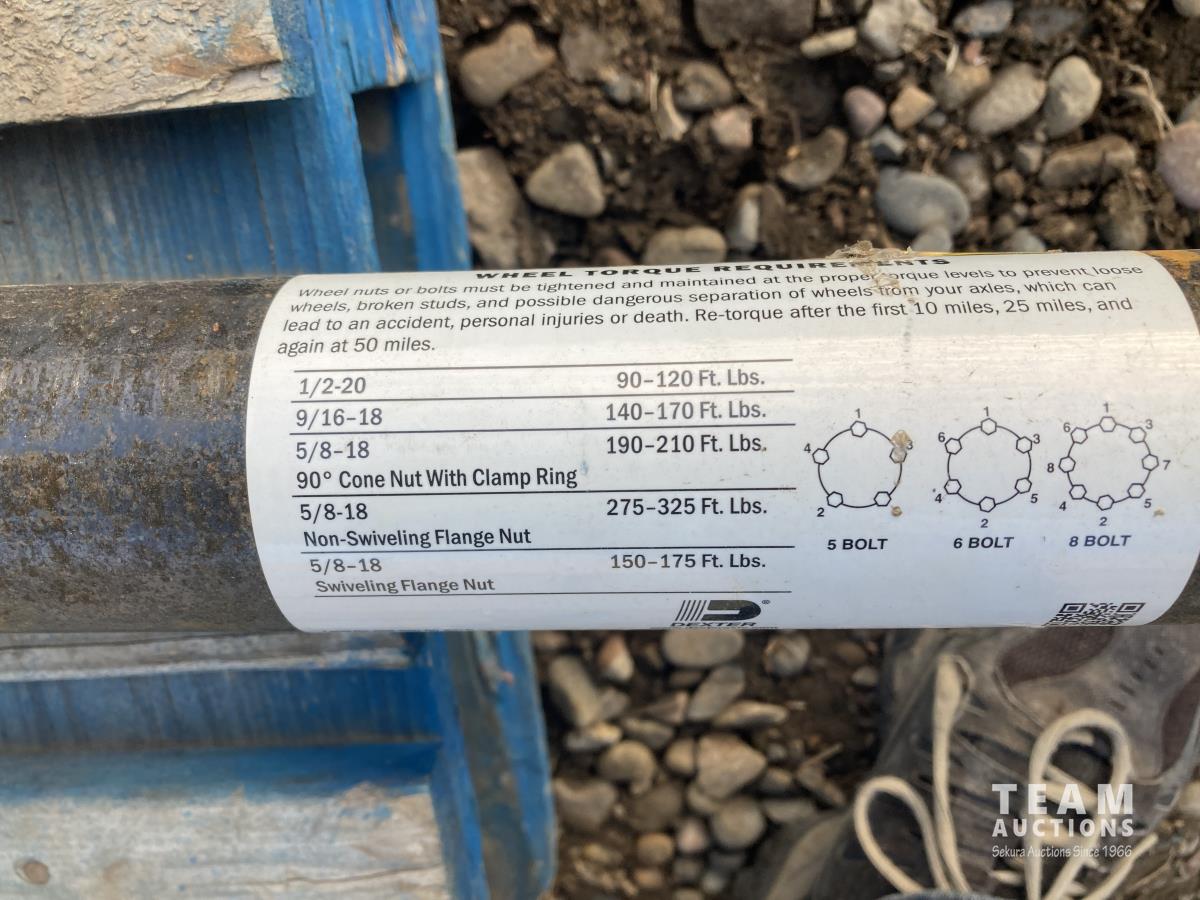 WHEEL TORQUE REQUIREMENTS
Wheel nuts or bolts must be tightened and maintained at the proper torque levels to prevent loose
wheels, broken studs, and possible dangerous separation of wheels from your axles, which can
lead to an accident, personal injuries or death. Re-torque after the first 10 miles, 25 miles, and
again at 50 miles.
1/2-20 90–120 Ft. Lbs.
9/16–18 140–170 Ft. Lbs.
5/8–18 190–210 Ft. Lbs.
90° Cone Nut With Clamp Ring
5/8-18 275–325 Ft. Lbs.
Non-Swiveling Flange Nut
5/8–18 150–175 Ft. Lbs.
Swiveling Flange Nut
DEXTER®
1
4 3
2
5 BOLT
1
6 3
4 5
2
6 BOLT
1
6 3
8 7
4 5
2
8 BOLT
TEAM
AUCTIONS
Sekura Auctions Since 1966